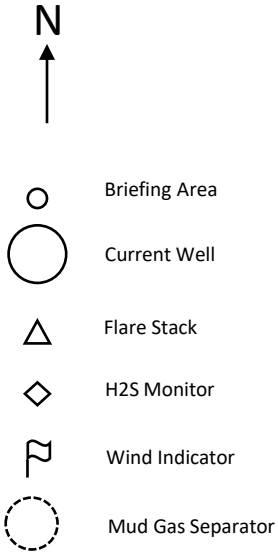 N
Briefing Area
Current Well
Flare Stack
H2S Monitor
Wind Indicator
Mud Gas Separator